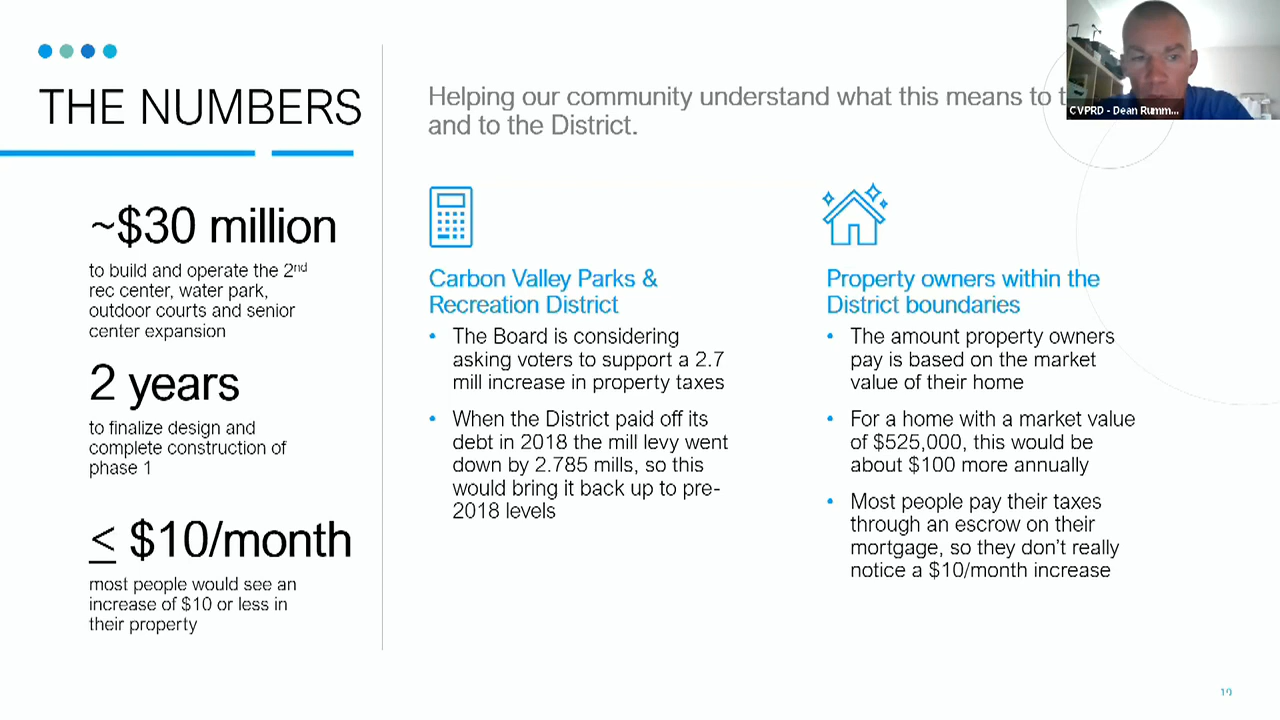 THE NUMBERS
~$30 million
to build and operate the 2nd
rec center, water park,
outdoor courts and senior
center expansion
2 years
to finalize design and
complete construction of
phase 1
≤ $10/month
most people would see an
increase of $10 or less in
their property
Helping our community understand what this means to
and to the District.
Carbon Valley Parks &
Recreation District
• The Board is considering
asking voters to support a 2.7
mill increase in property taxes
• When the District paid off its
debt in 2018 the mill levy went
down by 2.785 mills, so this
would bring it back up to pre-
2018 levels
Property owners within the
District boundaries
• The amount property owners
pay is based on the market
value of their home
• For a home with a market value
of $525,000, this would be
about $100 more annually
• Most people pay their taxes
through an escrow on their
mortgage, so they don't really
notice a $10/month increase
CVPRD - Dean Rumm...
19